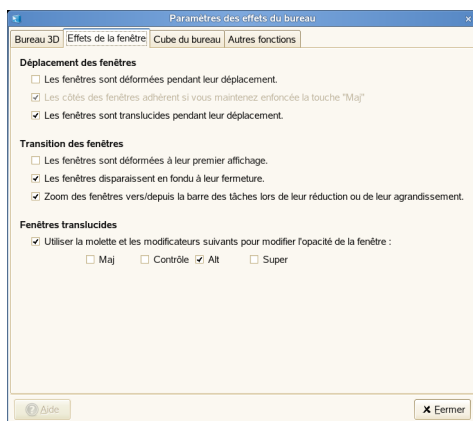 Paramètres des effets du bureau
Bureau 3D Effets de la fenêtre Cube du bureau Autres fonctions
Déplacement des fenêtres
Les fenêtres sont déformées pendant leur déplacement.
Les côtés des fenêtres adhèrent si vous maintenez enfoncée la touche "Maj"
Les fenêtres sont translucides pendant leur déplacement.
Transition des fenêtres
Les fenêtres sont déformées à leur premier affichage.
Les fenêtres disparaissent en fondu à leur fermeture.
Zoom des fenêtres vers/depuis la barre des tâches lors de leur réduction ou de leur agrandissement.
Fenêtres translucides
Utiliser la molette et les modificateurs suivants pour modifier l'opacité de la fenêtre :
Maj Contrôle Alt Super
Aide Fermer